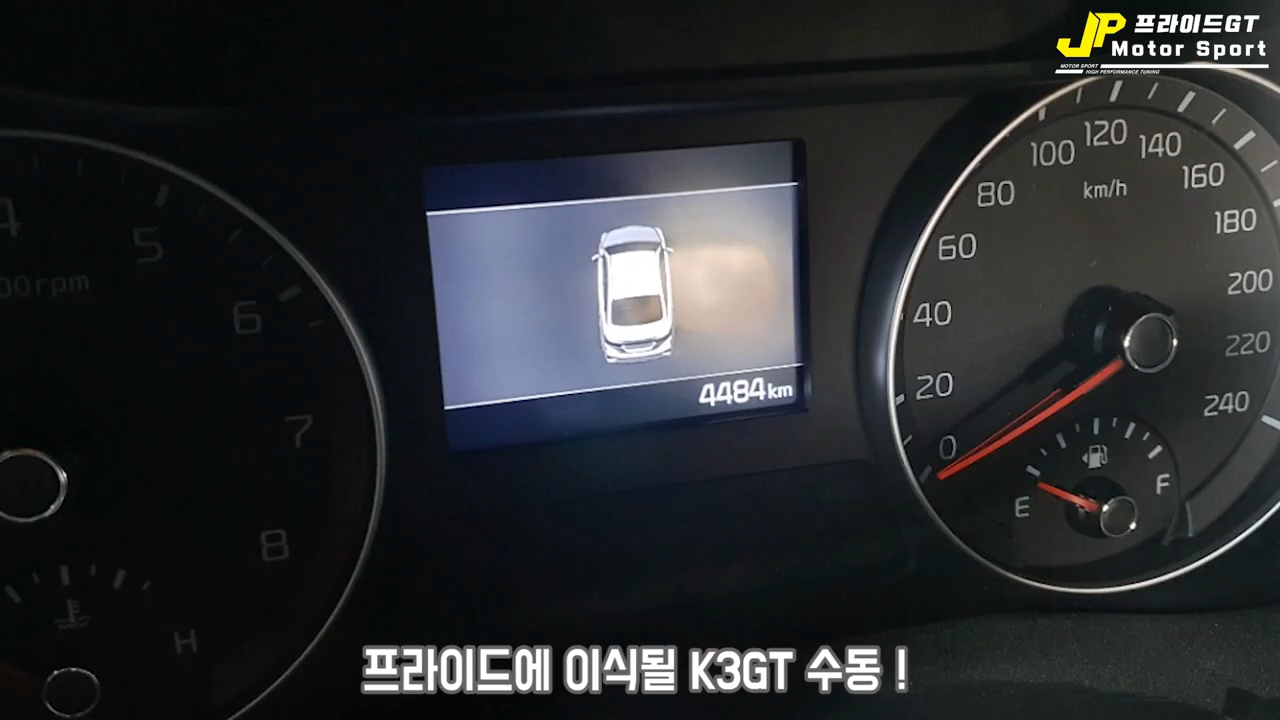 JP 프라이드GT
Motor Sport
MOTOR SPORT
HIGH PERFORMANCE TUNING
4
5
6
7
8
00rpm
H
4484km
0
20
40
60
80
100
120
140
160
180
200
220
240
km/h
E
F
프라이드에 이식될 K3GT 수동 !